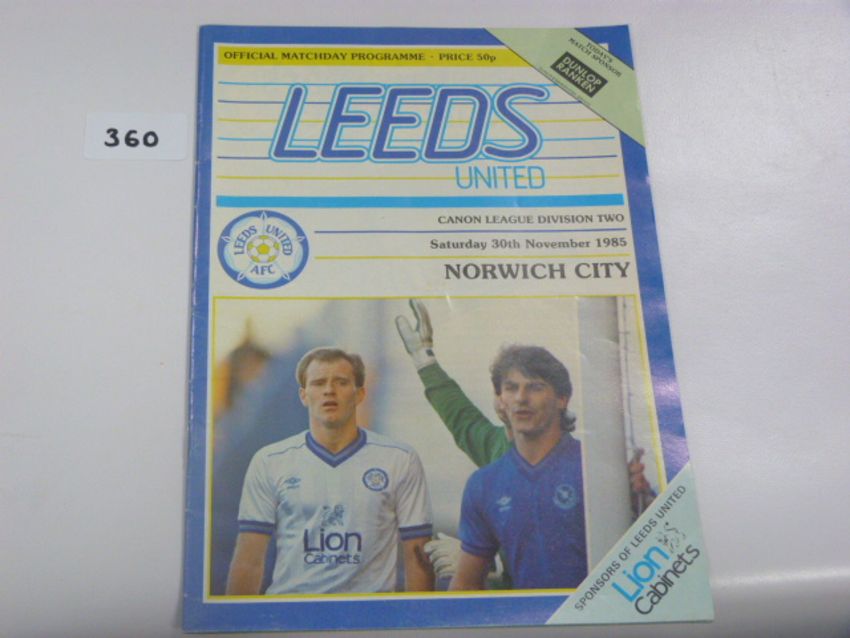 360
OFFICIAL MATCHDAY PROGRAMME · PRICE 50p
TODAY'S
MATCH SPONSOR
DUNLOP
RANKEN
LEEDS
UNITED
CANON LEAGUE DIVISION TWO
Saturday 30th November 1985
NORWICH CITY
LEEDS UNITED
AFC
Lion
Cabinets
SPONSORS OF LEEDS UNITED
Lion
Cabinets